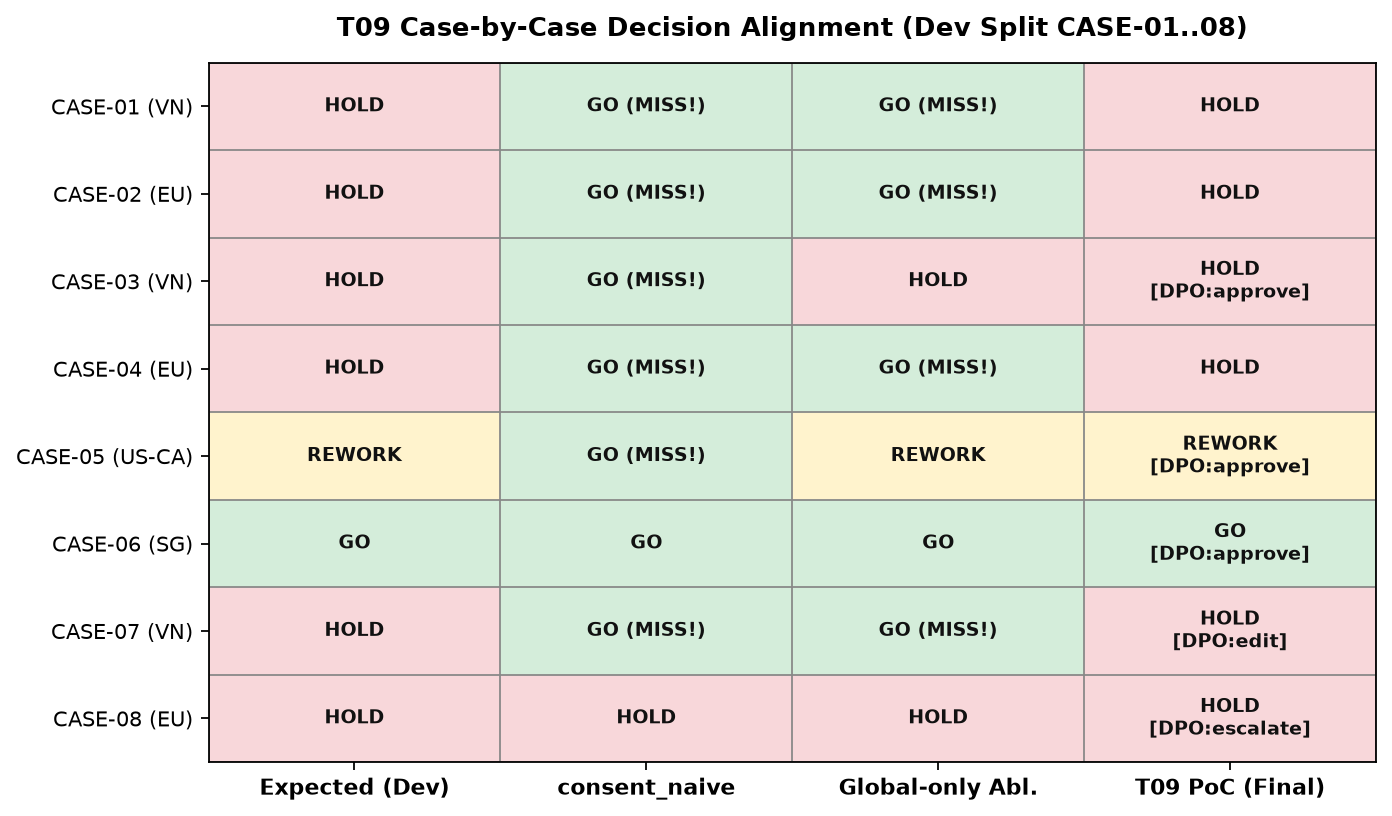 T09 Case-by-Case Decision Alignment (Dev Split CASE-01..08)
CASE-01 (VN) HOLD GO (MISS!) GO (MISS!) HOLD
CASE-02 (EU) HOLD GO (MISS!) GO (MISS!) HOLD
CASE-03 (VN) HOLD GO (MISS!) HOLD HOLD
[DPO:approve]
CASE-04 (EU) HOLD GO (MISS!) GO (MISS!) HOLD
CASE-05 (US-CA) REWORK GO (MISS!) REWORK REWORK
[DPO:approve]
CASE-06 (SG) GO GO GO GO
[DPO:approve]
CASE-07 (VN) HOLD GO (MISS!) GO (MISS!) HOLD
[DPO:edit]
CASE-08 (EU) HOLD HOLD HOLD HOLD
[DPO:escalate]
Expected (Dev) consent_naive Global-only Abl. T09 PoC (Final)